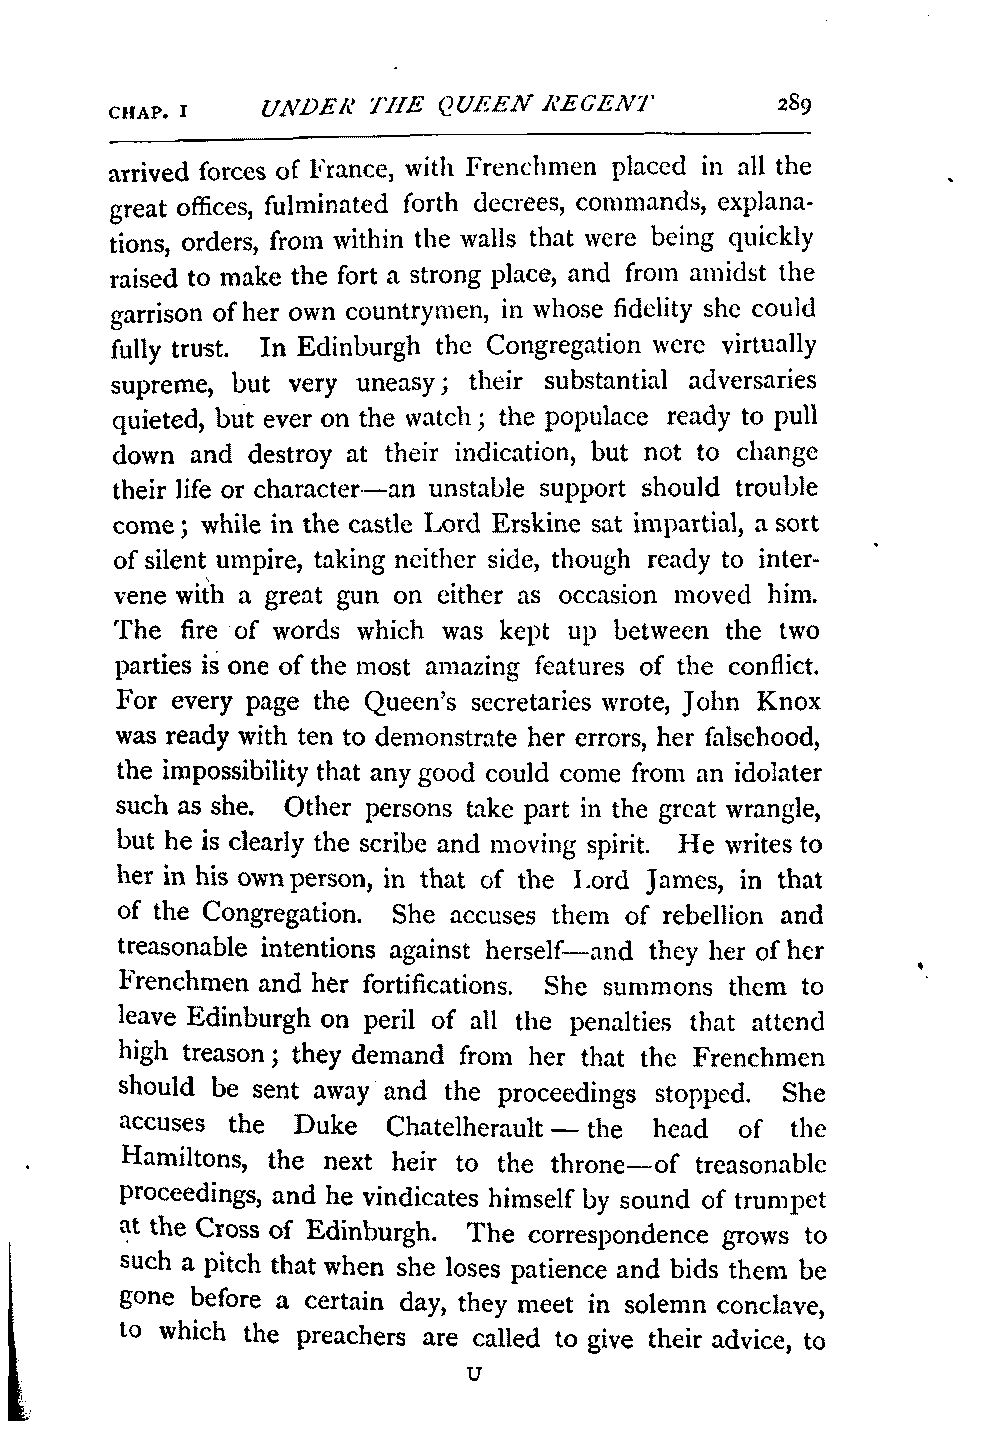 CHAP. I UNDER THE QUEEN REGENT 289
arrived forces of France, with Frenchmen placed in all the
great offices, fulminated forth decrees, commands, explana-
tions, orders, from within the walls that were being quickly
raised to make the fort a strong place, and from amidst the
garrison of her own countrymen, in whose fidelity she could
fully trust. In Edinburgh the Congregation were virtually
supreme, but very uneasy; their substantial adversaries
quieted, but ever on the watch; the populace ready to pull
down and destroy at their indication, but not to change
their life or character—an unstable support should trouble
come; while in the castle Lord Erskine sat impartial, a sort
of silent umpire, taking neither side, though ready to inter-
vene with a great gun on either as occasion moved him.
The fire of words which was kept up between the two
parties is one of the most amazing features of the conflict.
For every page the Queen's secretaries wrote, John Knox
was ready with ten to demonstrate her errors, her falsehood,
the impossibility that any good could come from an idolater
such as she. Other persons take part in the great wrangle,
but he is clearly the scribe and moving spirit. He writes to
her in his own person, in that of the Lord James, in that
of the Congregation. She accuses them of rebellion and
treasonable intentions against herself—and they her of her
Frenchmen and her fortifications. She summons them to
leave Edinburgh on peril of all the penalties that attend
high treason; they demand from her that the Frenchmen
should be sent away and the proceedings stopped. She
accuses the Duke Chatelherault — the head of the
Hamiltons, the next heir to the throne—of treasonable
proceedings, and he vindicates himself by sound of trumpet
at the Cross of Edinburgh. The correspondence grows to
such a pitch that when she loses patience and bids them be
gone before a certain day, they meet in solemn conclave,
to which the preachers are called to give their advice, to
U